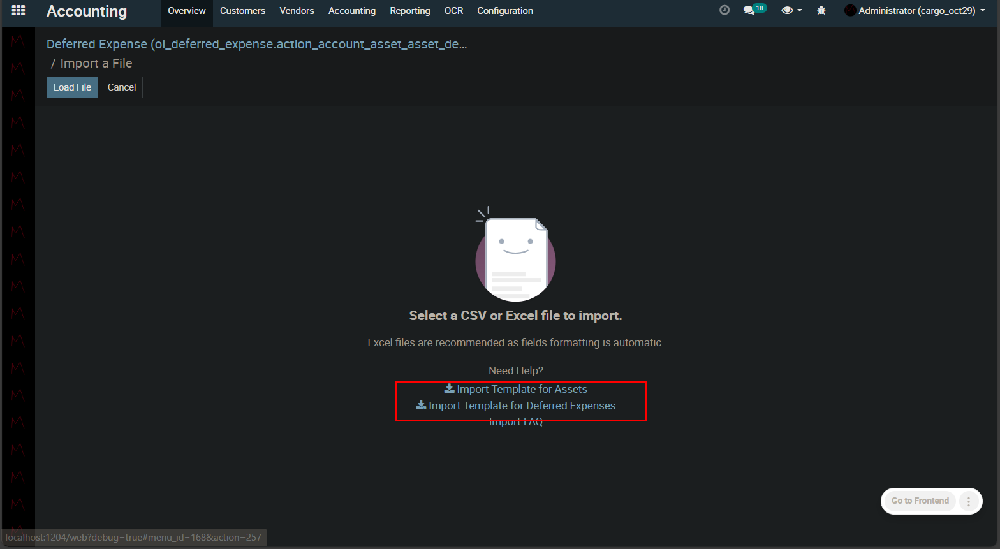 Accounting Overview Customers Vendors Accounting Reporting OCR Configuration 18 Administrator (cargo_oct29)
Deferred Expense (oi_deferred_expense.action_account_asset_asset_de...
/ Import a File
Load File Cancel
Select a CSV or Excel file to import.
Excel files are recommended as fields formatting is automatic.
Need Help?
Import Template for Assets
Import Template for Deferred Expenses
Import FAQ
Go to Frontend
localhost:1204/web?debug=true#menu_id=168&action=257